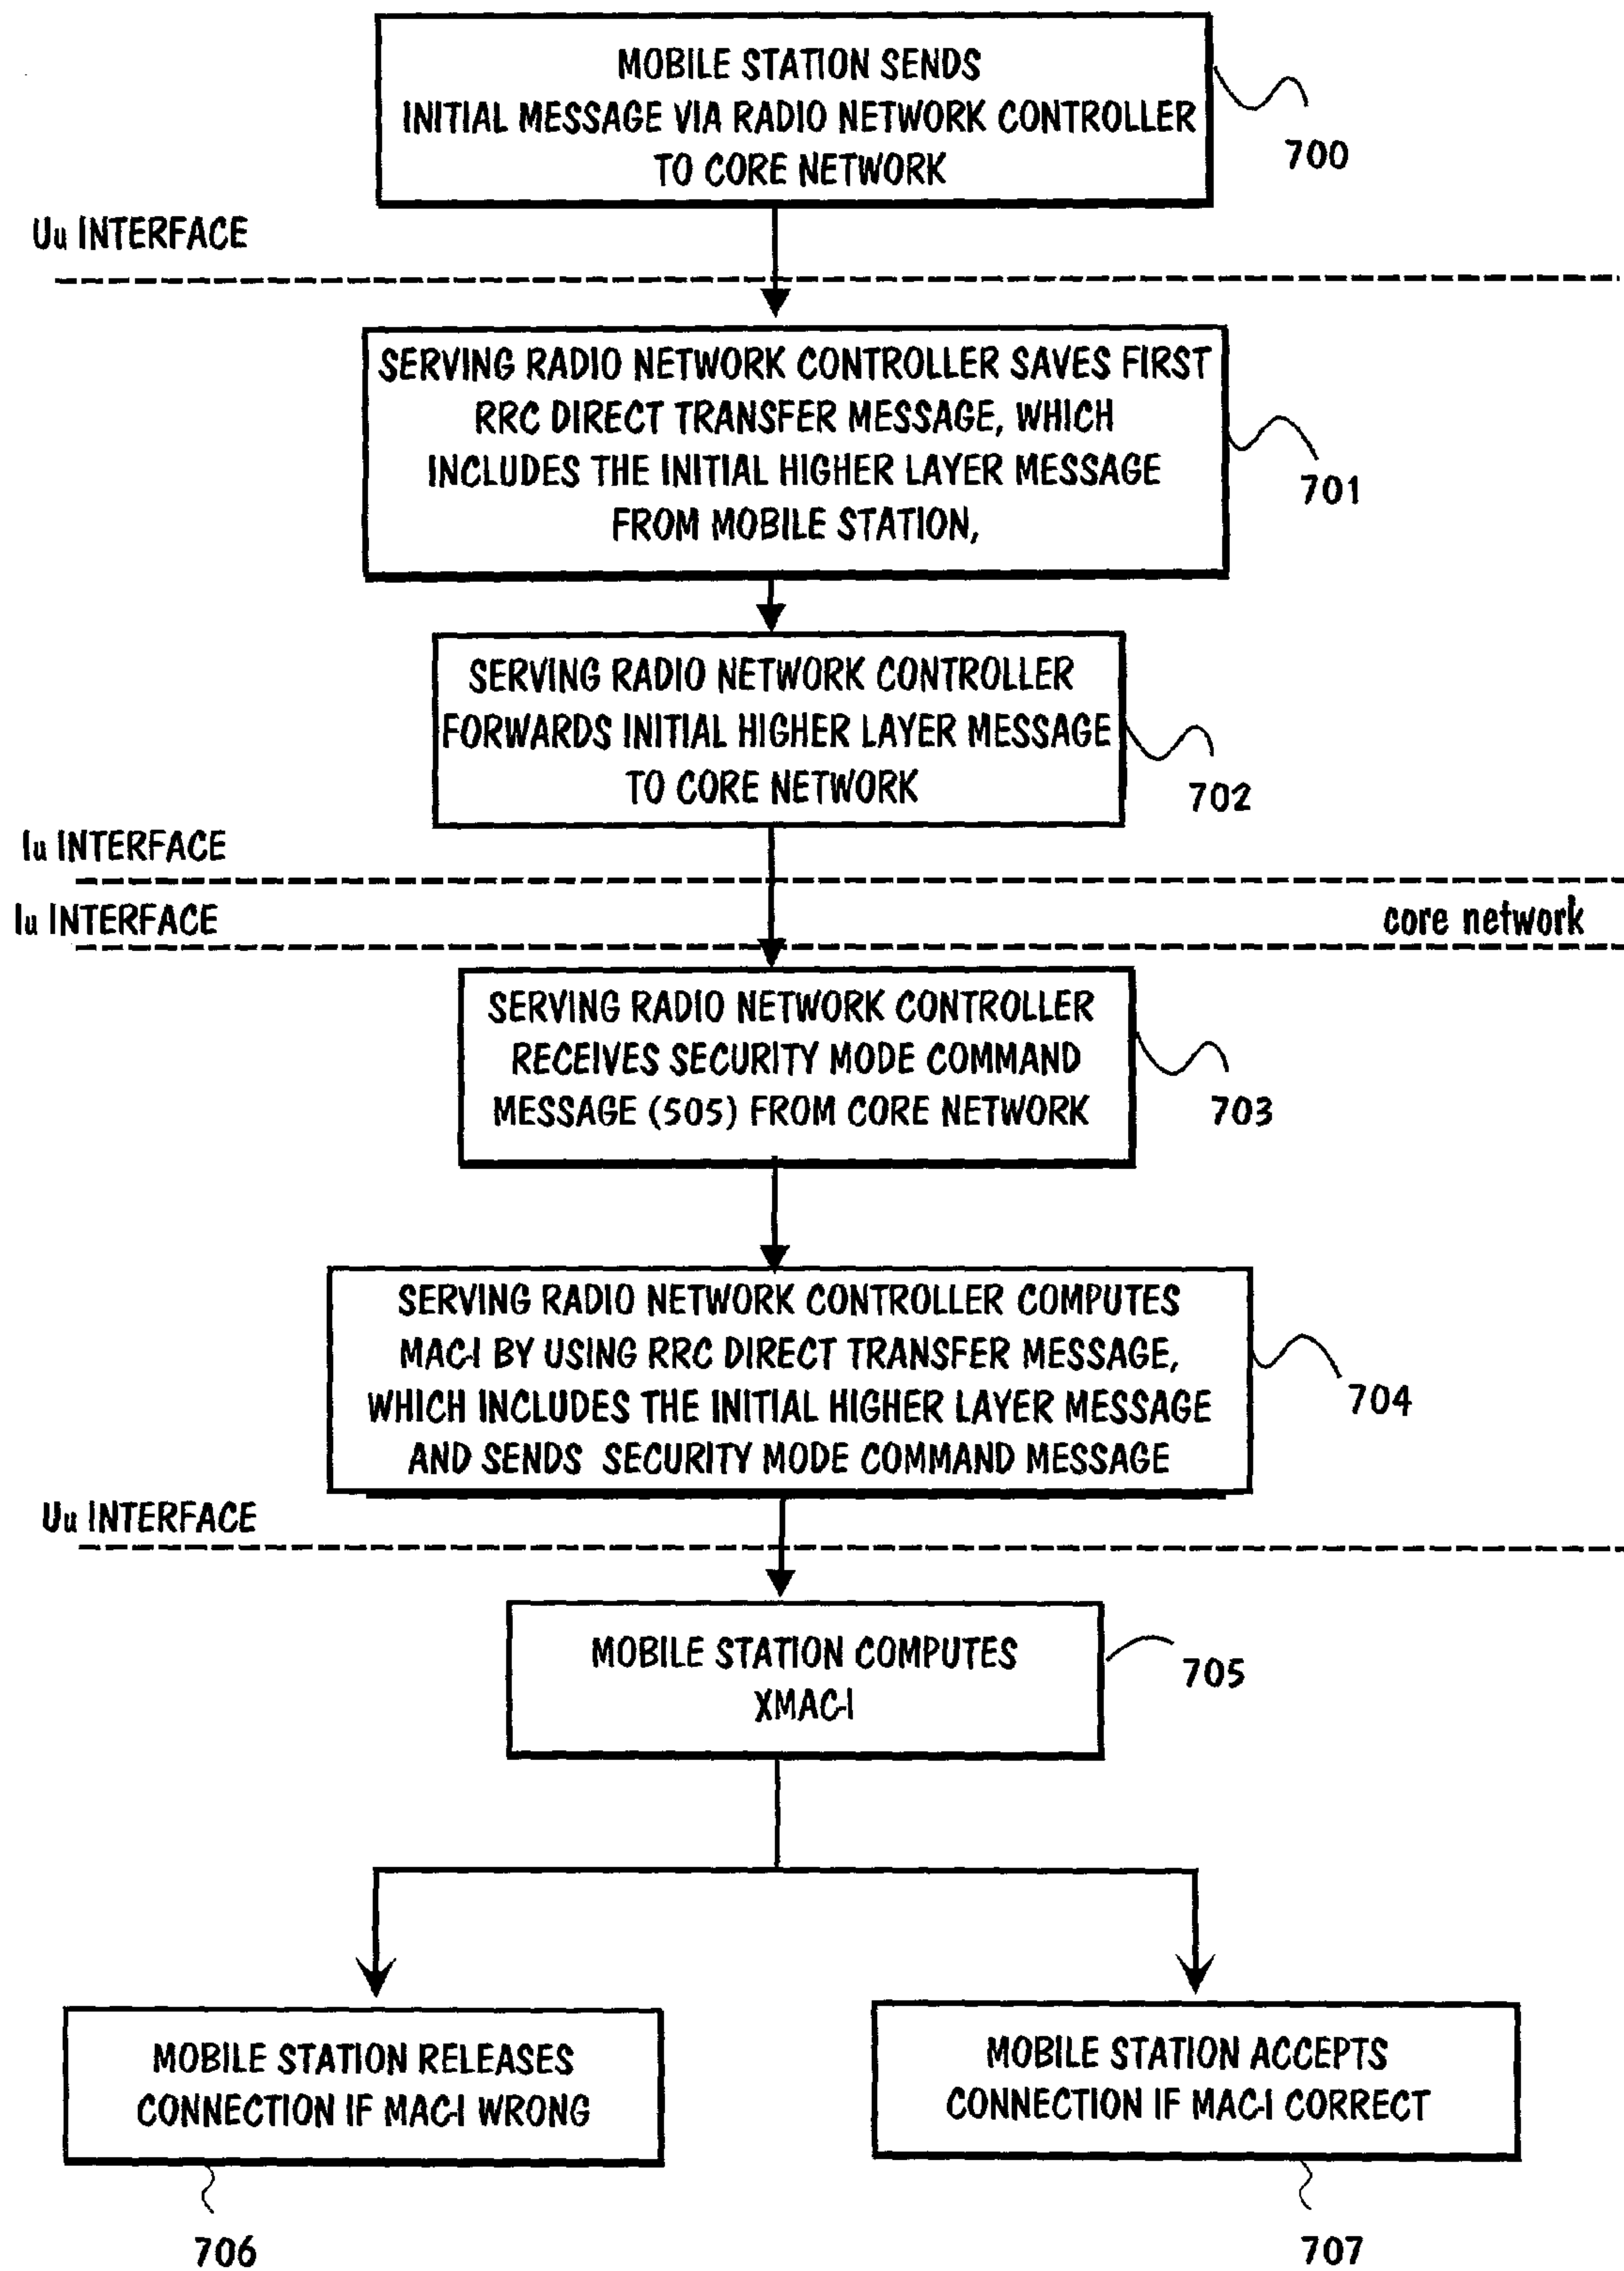 MOBILE STATION SENDS
INITIAL MESSAGE VIA RADIO NETWORK CONTROLLER
TO CORE NETWORK
700
Uu INTERFACE
SERVING RADIO NETWORK CONTROLLER SAVES FIRST
RRC DIRECT TRANSFER MESSAGE, WHICH
INCLUDES THE INITIAL HIGHER LAYER MESSAGE
FROM MOBILE STATION,
701
SERVING RADIO NETWORK CONTROLLER
FORWARDS INITIAL HIGHER LAYER MESSAGE
TO CORE NETWORK
702
Iu INTERFACE
Iu INTERFACE
core network
SERVING RADIO NETWORK CONTROLLER
RECEIVES SECURITY MODE COMMAND
MESSAGE (505) FROM CORE NETWORK
703
SERVING RADIO NETWORK CONTROLLER COMPUTES
MAC-I BY USING RRC DIRECT TRANSFER MESSAGE,
WHICH INCLUDES THE INITIAL HIGHER LAYER MESSAGE
AND SENDS SECURITY MODE COMMAND MESSAGE
704
Uu INTERFACE
MOBILE STATION COMPUTES
XMAC-I
705
MOBILE STATION RELEASES
CONNECTION IF MAC-I WRONG
706
MOBILE STATION ACCEPTS
CONNECTION IF MAC-I CORRECT
707